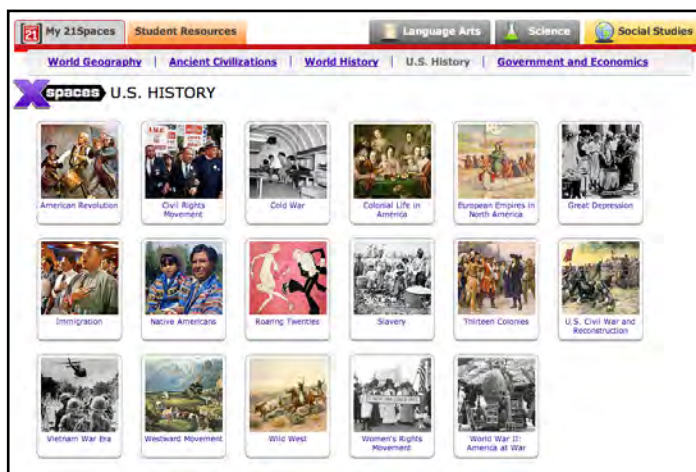 21
My 21Spaces
Student Resources
Language Arts
Science
Social Studies
World Geography | Ancient Civilizations | World History | U.S. History | Government and Economics
Xspaces U.S. HISTORY
American Revolution
Civil Rights
Movement
Cold War
Colonial Life in
America
European Empires in
North America
Great Depression
Immigration
Native Americans
Roaring Twenties
Slavery
Thirteen Colonies
U.S. Civil War and
Reconstruction
Vietnam War Era
Westward Movement
Wild West
Women's Rights
Movement
World War II:
America at War